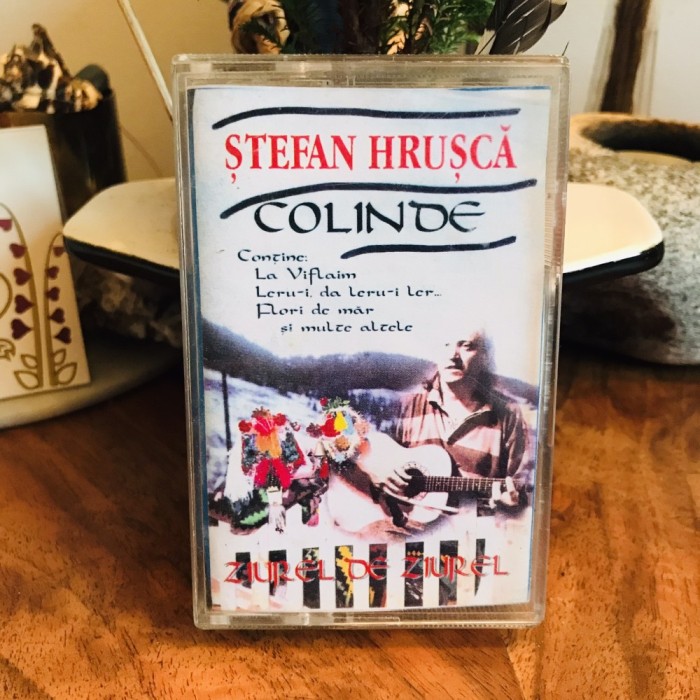 ȘTEFAN HRUȘCĂ
COLINDE
Conține:
La Viflaim
Leru-i, da leru-i ler...
Flori de măr
și multe altele
ZIUREL DE ZIUREL